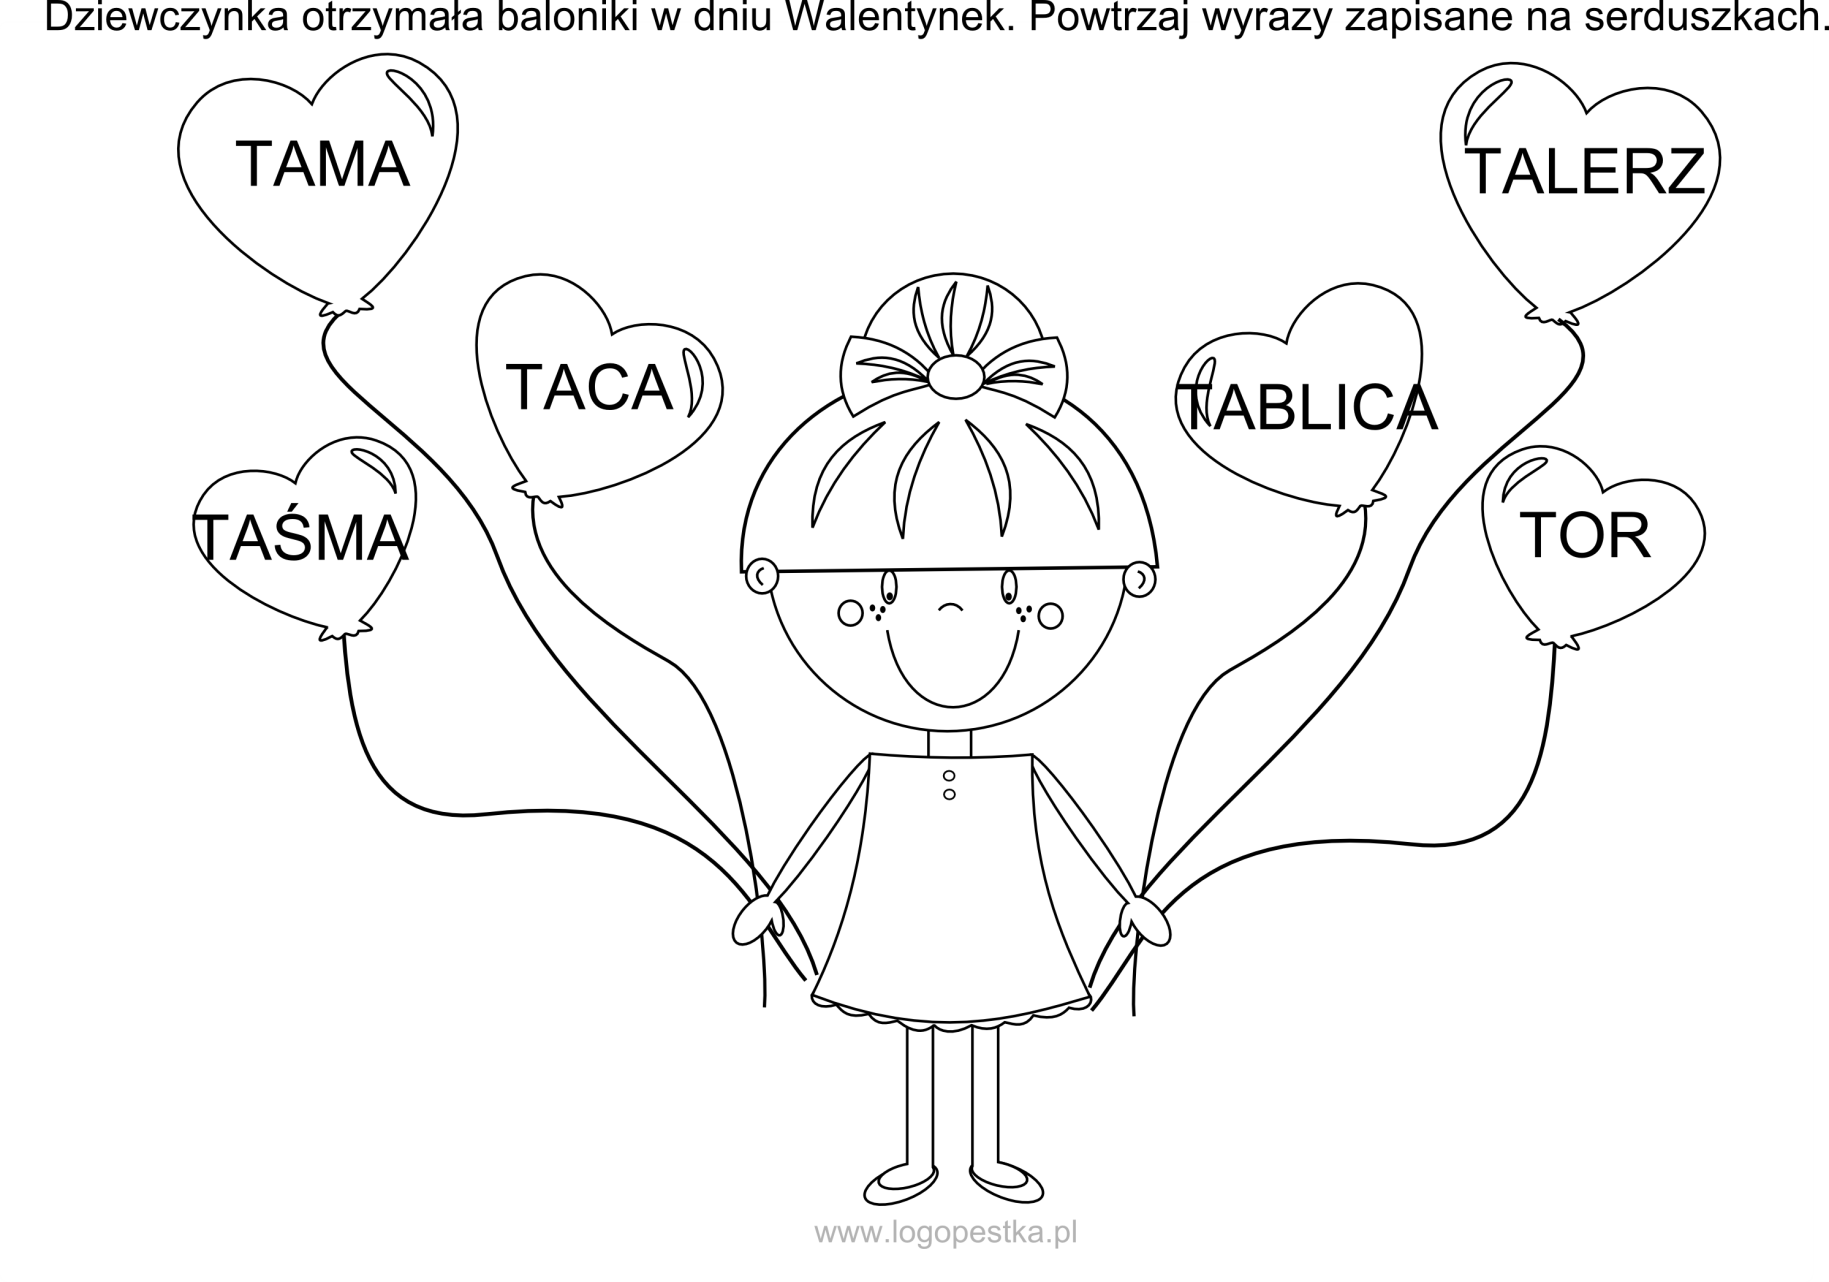 Dziewczynka otrzymała baloniki w dniu Walentynek. Powtrzaj wyrazy zapisane na serduszkach.
TAMA
TALERZ
TACA
TABLICA
TAŚMA
TOR
www.logopestka.pl